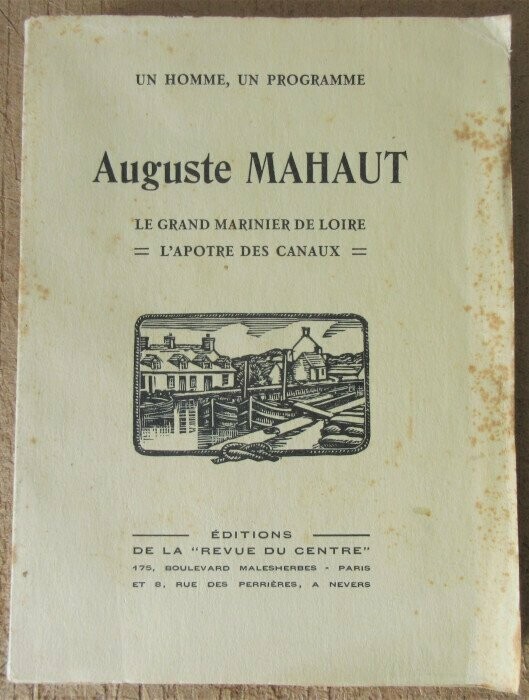 UN HOMME, UN PROGRAMME
Auguste MAHAUT
LE GRAND MARINIER DE LOIRE
= L'APOTRE DES CANAUX =
ÉDITIONS
DE LA "REVUE DU CENTRE"
175, BOULEVARD MALESHERBES - PARIS
ET 8, RUE DES PERRIÈRES, A NEVERS